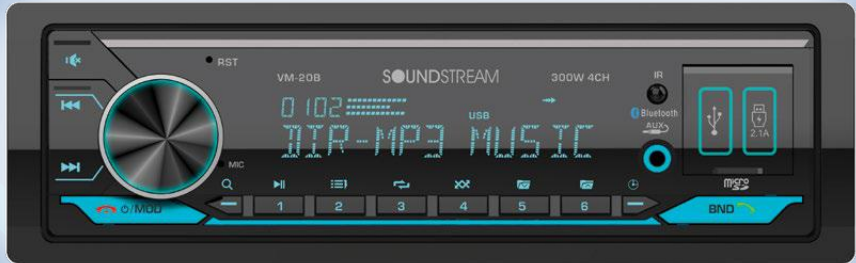 RST
VM-20B SOUNDSTREAM 300W 4CH IR
0102
USB
Bluetooth
AUX
DIR-MP3 MUSIC
2.1A
MIC
micro SD
1 2 3 4 5 6
/MOD
BND